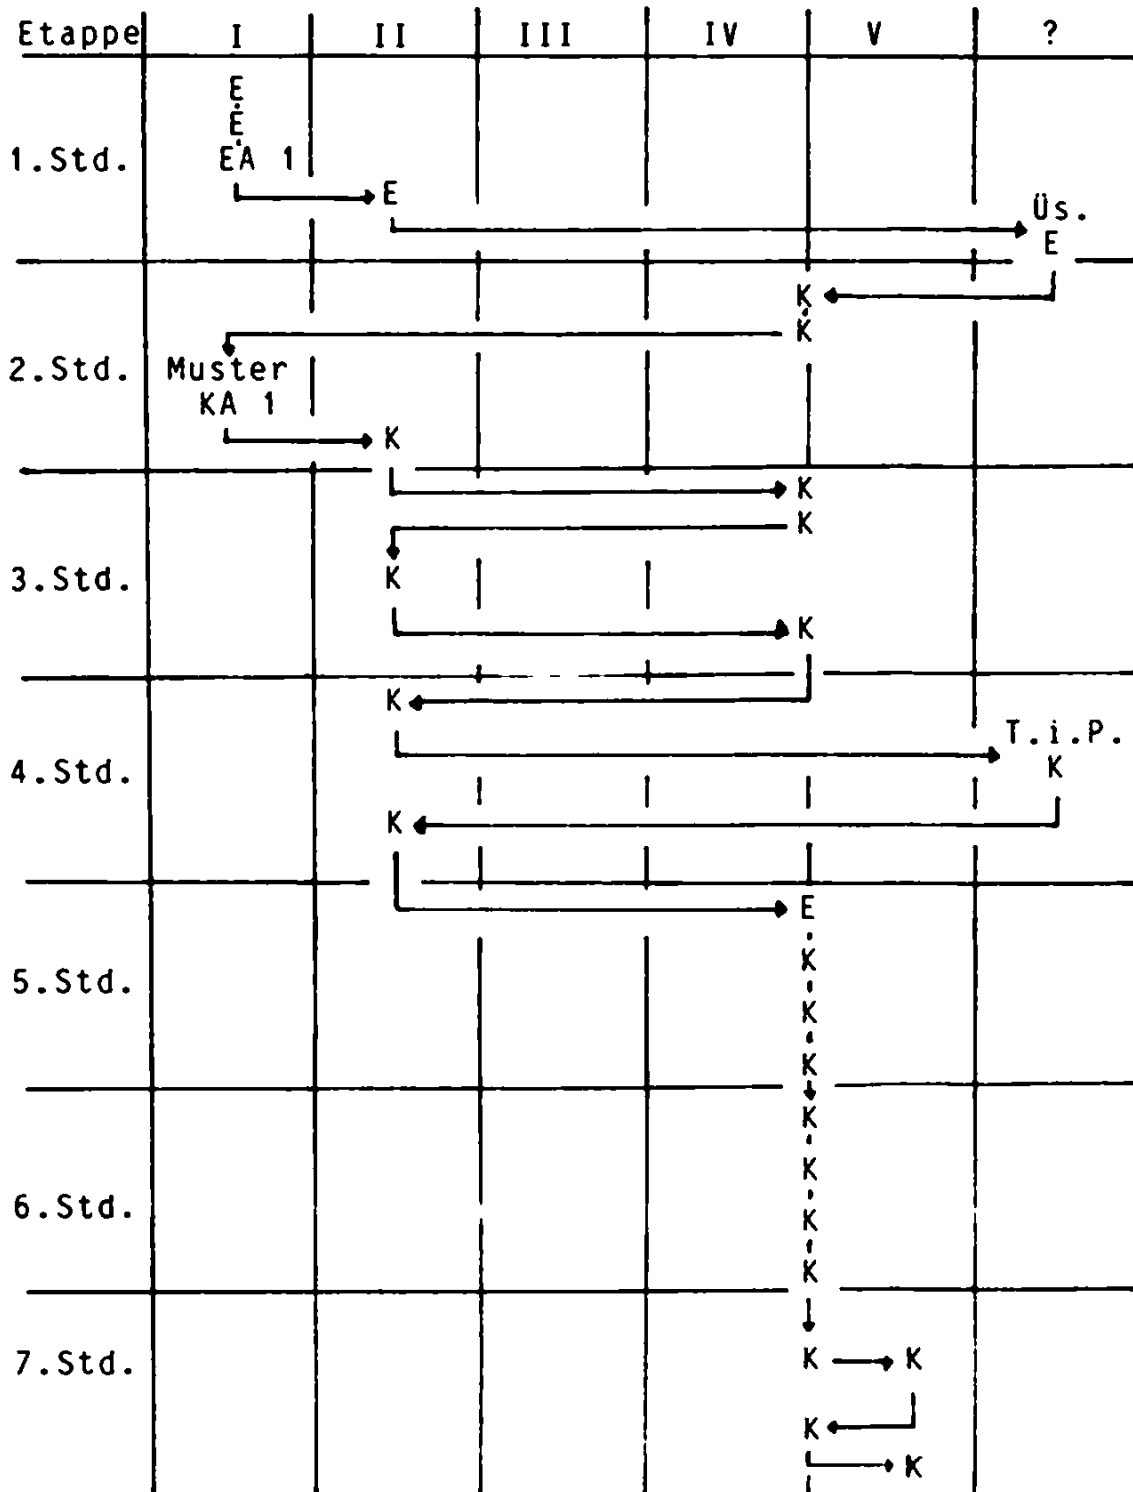 Etappe I II III IV V ?
E
E
1.Std. EA 1
E
Üs.
E
K
K
2.Std. Muster
KA 1
K
K
K
3.Std. K
K
K
T.i.P.
4.Std. K
K
E
K
5.Std.
K
K
K
K
6.Std.
K
K
7.Std. K K
K
K